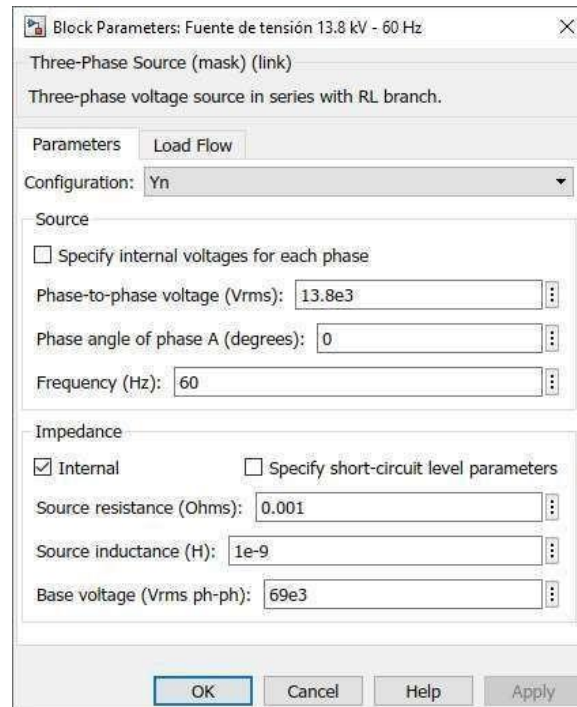 Block Parameters: Fuente de tensión 13.8 kV - 60 Hz
Three-Phase Source (mask) (link)
Three-phase voltage source in series with RL branch.
Parameters Load Flow
Configuration: Yn
Source
Specify internal voltages for each phase
Phase-to-phase voltage (Vrms): 13.8e3
Phase angle of phase A (degrees): 0
Frequency (Hz): 60
Impedance
Internal Specify short-circuit level parameters
Source resistance (Ohms): 0.001
Source inductance (H): 1e-9
Base voltage (Vrms ph-ph): 69e3
OK Cancel Help Apply